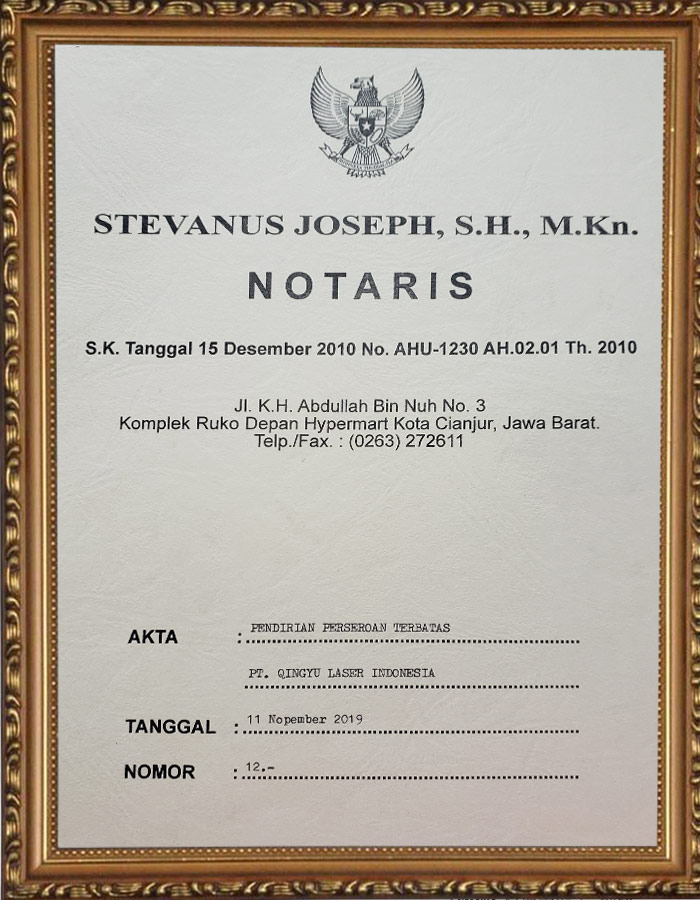 STEVANUS JOSEPH, S.H., M.Kn.
NOTARIS
S.K. Tanggal 15 Desember 2010 No. AHU-1230 AH.02.01 Th. 2010
Jl. K.H. Abdullah Bin Nuh No. 3
Komplek Ruko Depan Hypermart Kota Cianjur, Jawa Barat.
Telp./Fax. : (0263) 272611
AKTA : PENDIRIAN PERSEROAN TERBATAS
PT. QINGYU LASER INDONESIA
TANGGAL : 11 Nopember 2019
NOMOR : 12.-